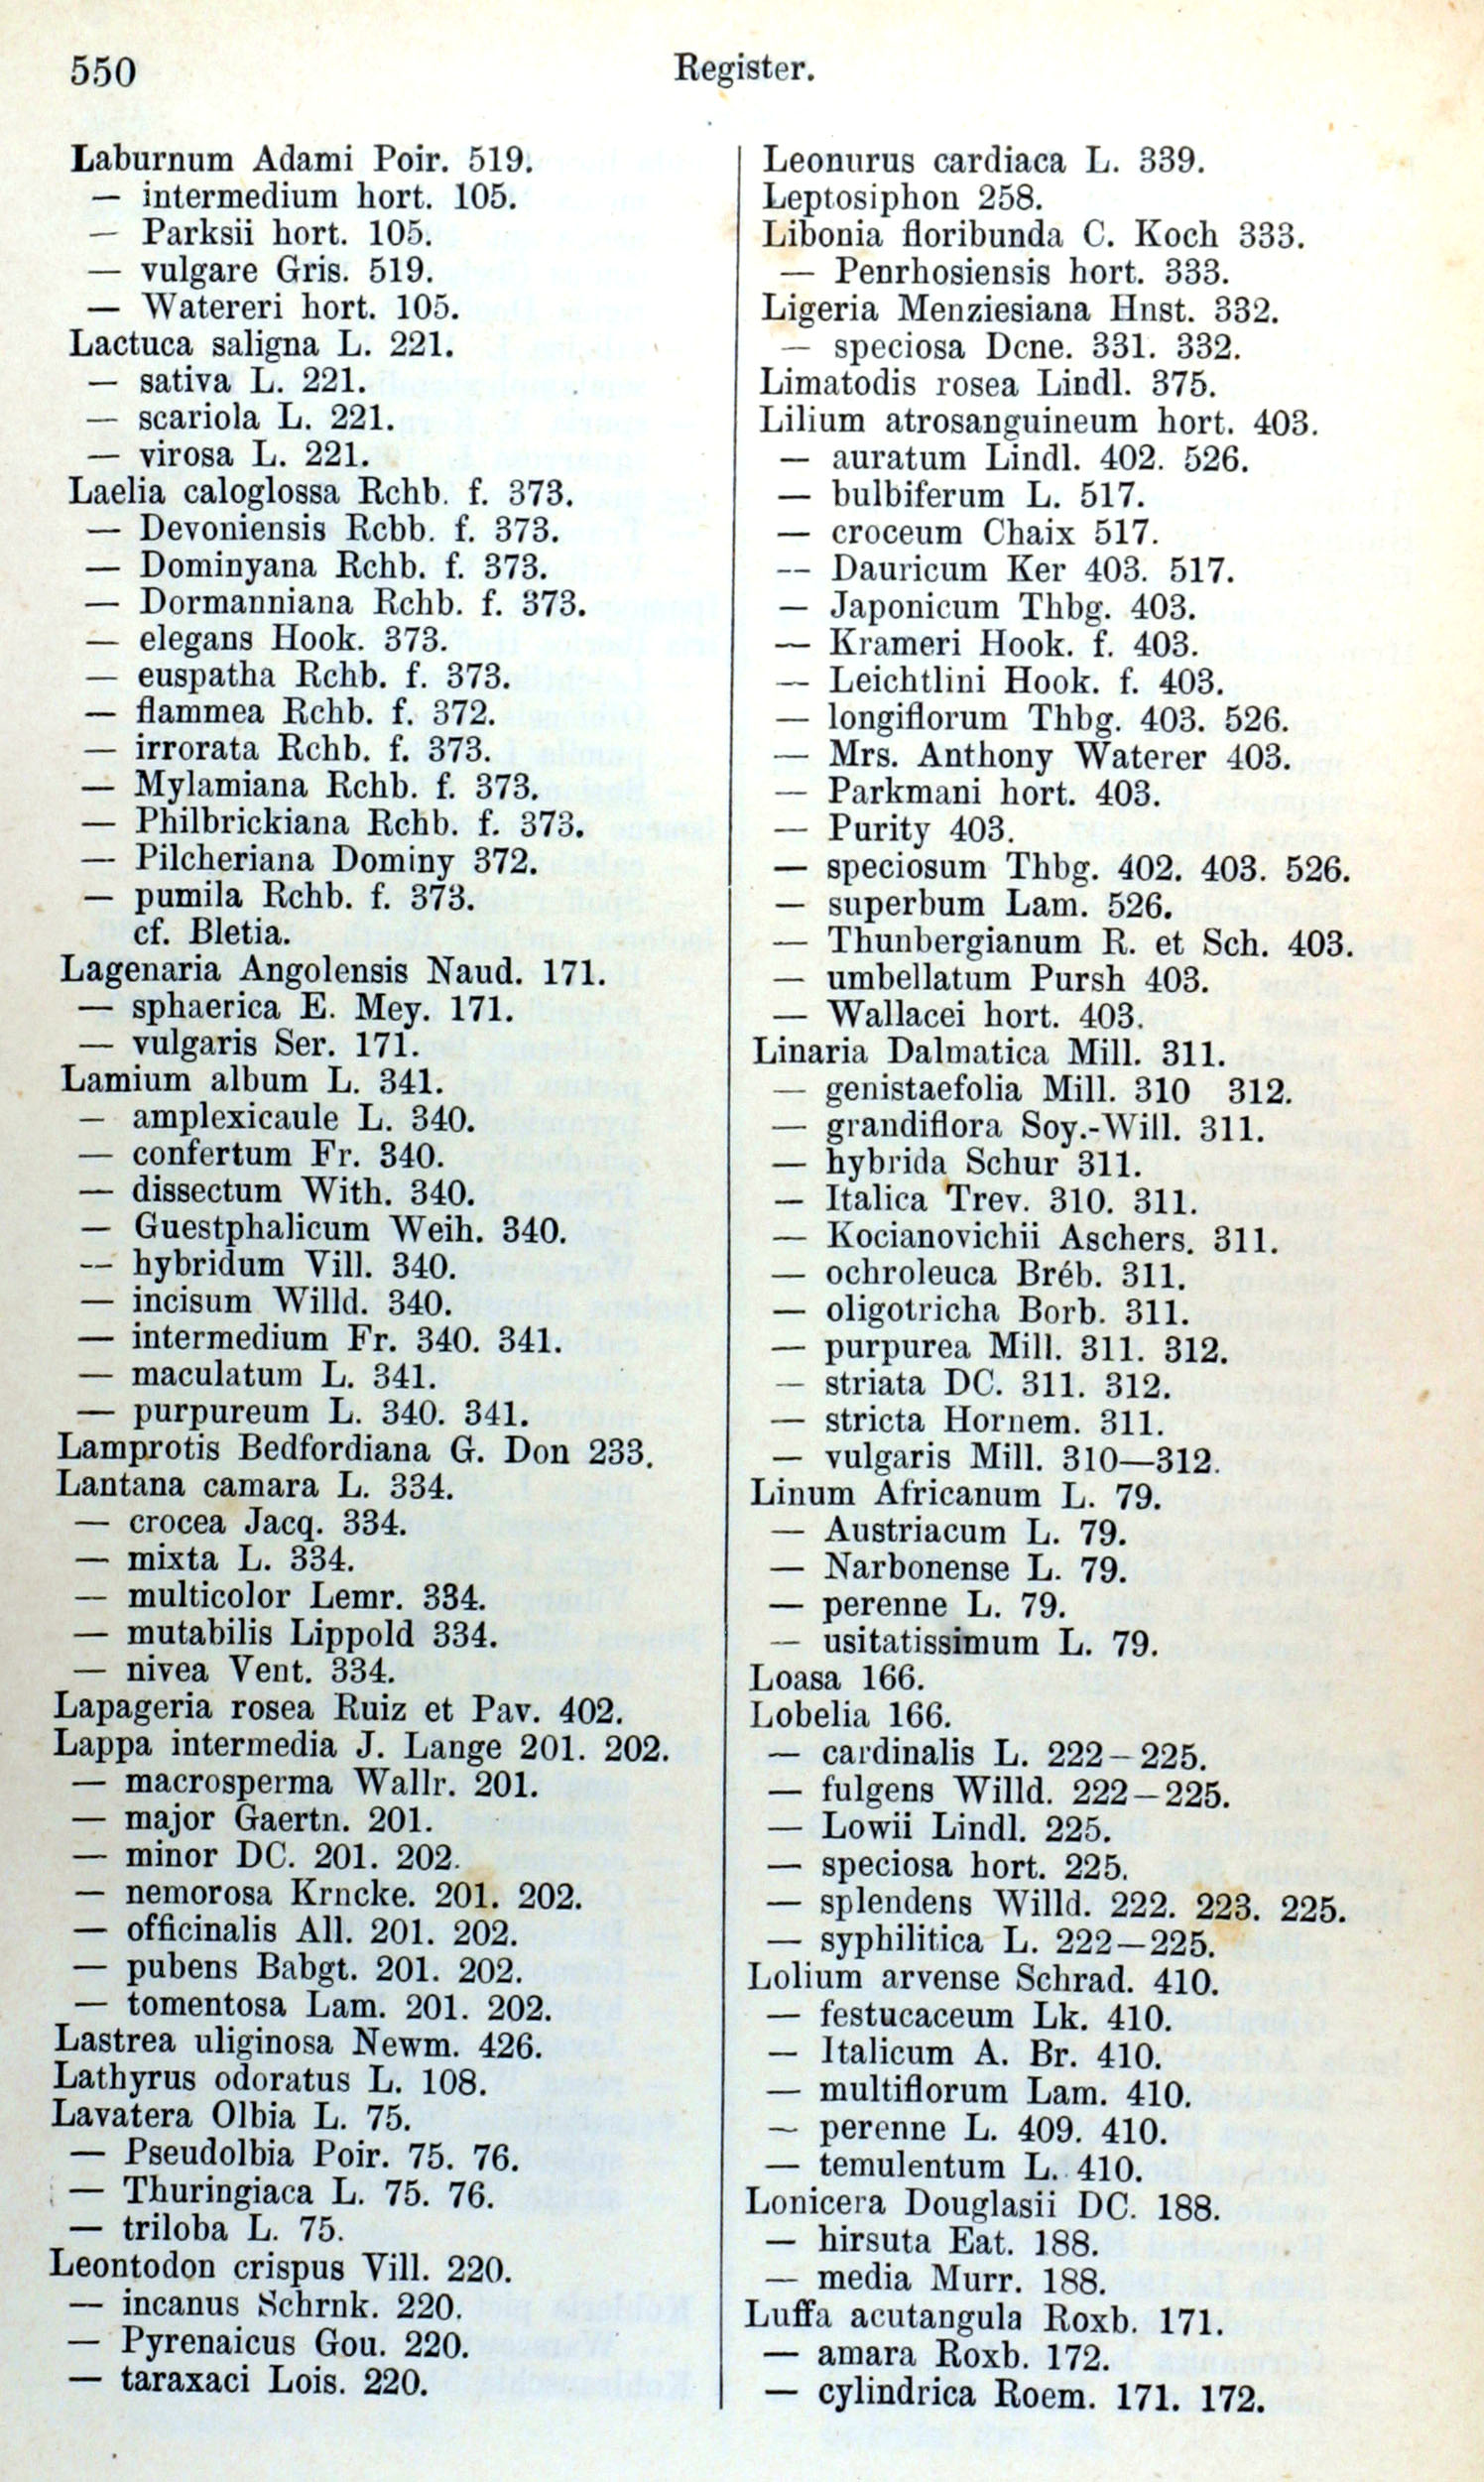 550
Register.
Laburnum Adami Poir. 519.
— intermedium hort. 105.
— Parksii hort. 105.
— vulgare Gris. 519.
— Watereri hort. 105.
Lactuca saligna L. 221.
— sativa L. 221.
— scariola L. 221.
— virosa L. 221.
Laelia caloglossa Rchb. f. 373.
— Devoniensis Rcbb. f. 373.
— Dominyana Rchb. f. 373.
— Dormanniana Rchb. f. 373.
— elegans Hook. 373.
— euspatha Rchb. f. 373.
— flammea Rchb. f. 372.
— irrorata Rchb. f. 373.
— Mylamiana Rchb. f. 373.
— Philbrickiana Rchb. f. 373.
— Pilcheriana Dominy 372.
— pumila Rchb. f. 373.
cf. Bletia.
Lagenaria Angolensis Naud. 171.
— sphaerica E. Mey. 171.
— vulgaris Ser. 171.
Lamium album L. 341.
— amplexicaule L. 340.
— confertum Fr. 340.
— dissectum With. 340.
— Guestphalicum Weih. 340.
— hybridum Vill. 340.
— incisum Willd. 340.
— intermedium Fr. 340. 341.
— maculatum L. 341.
— purpureum L. 340. 341.
Lamprotis Bedfordiana G. Don 233.
Lantana camara L. 334.
— crocea Jacq. 334.
— mixta L. 334.
— multicolor Lemr. 334.
— mutabilis Lippold 334.
— nivea Vent. 334.
Lapageria rosea Ruiz et Pav. 402.
Lappa intermedia J. Lange 201. 202.
— macrosperma Wallr. 201.
— major Gaertn. 201.
— minor DC. 201. 202.
— nemorosa Krncke. 201. 202.
— officinalis All. 201. 202.
— pubens Babgt. 201. 202.
— tomentosa Lam. 201. 202.
Lastrea uliginosa Newm. 426.
Lathyrus odoratus L. 108.
Lavatera Olbia L. 75.
— Pseudolbia Poir. 75. 76.
— Thuringiaca L. 75. 76.
— triloba L. 75.
Leontodon crispus Vill. 220.
— incanus Schrnk. 220.
— Pyrenaicus Gou. 220.
— taraxaci Lois. 220.
Leonurus cardiaca L. 339.
Leptosiphon 258.
Libonia floribunda C. Koch 333.
— Penrhosiensis hort. 333.
Ligeria Menziesiana Hnst. 332.
— speciosa Dcne. 331. 332.
Limatodis rosea Lindl. 375.
Lilium atrosanguineum hort. 403.
— auratum Lindl. 402. 526.
— bulbiferum L. 517.
— croceum Chaix 517.
— Dauricum Ker 403. 517.
— Japonicum Thbg. 403.
— Krameri Hook. f. 403.
— Leichtlini Hook. f. 403.
— longiflorum Thbg. 403. 526.
— Mrs. Anthony Waterer 403.
— Parkmani hort. 403.
— Purity 403.
— speciosum Thbg. 402. 403. 526.
— superbum Lam. 526.
— Thunbergianum R. et Sch. 403.
— umbellatum Pursh 403.
— Wallacei hort. 403.
Linaria Dalmatica Mill. 311.
— genistaefolia Mill. 310 312.
— grandiflora Soy.-Will. 311.
— hybrida Schur 311.
— Italica Trev. 310. 311.
— Kocianovichii Aschers. 311.
— ochroleuca Bréb. 311.
— oligotricha Borb. 311.
— purpurea Mill. 311. 312.
— striata DC. 311. 312.
— stricta Hornem. 311.
— vulgaris Mill. 310—312.
Linum Africanum L. 79.
— Austriacum L. 79.
— Narbonense L. 79.
— perenne L. 79.
— usitatissimum L. 79.
Loasa 166.
Lobelia 166.
— cardinalis L. 222–225.
— fulgens Willd. 222–225.
— Lowii Lindl. 225.
— speciosa hort. 225.
— splendens Willd. 222. 223. 225.
— syphilitica L. 222–225.
Lolium arvense Schrad. 410.
— festucaceum Lk. 410.
— Italicum A. Br. 410.
— multiflorum Lam. 410.
— perenne L. 409. 410.
— temulentum L. 410.
Lonicera Douglasii DC. 188.
— hirsuta Eat. 188.
— media Murr. 188.
Luffa acutangula Roxb. 171.
— amara Roxb. 172.
— cylindrica Roem. 171. 172.